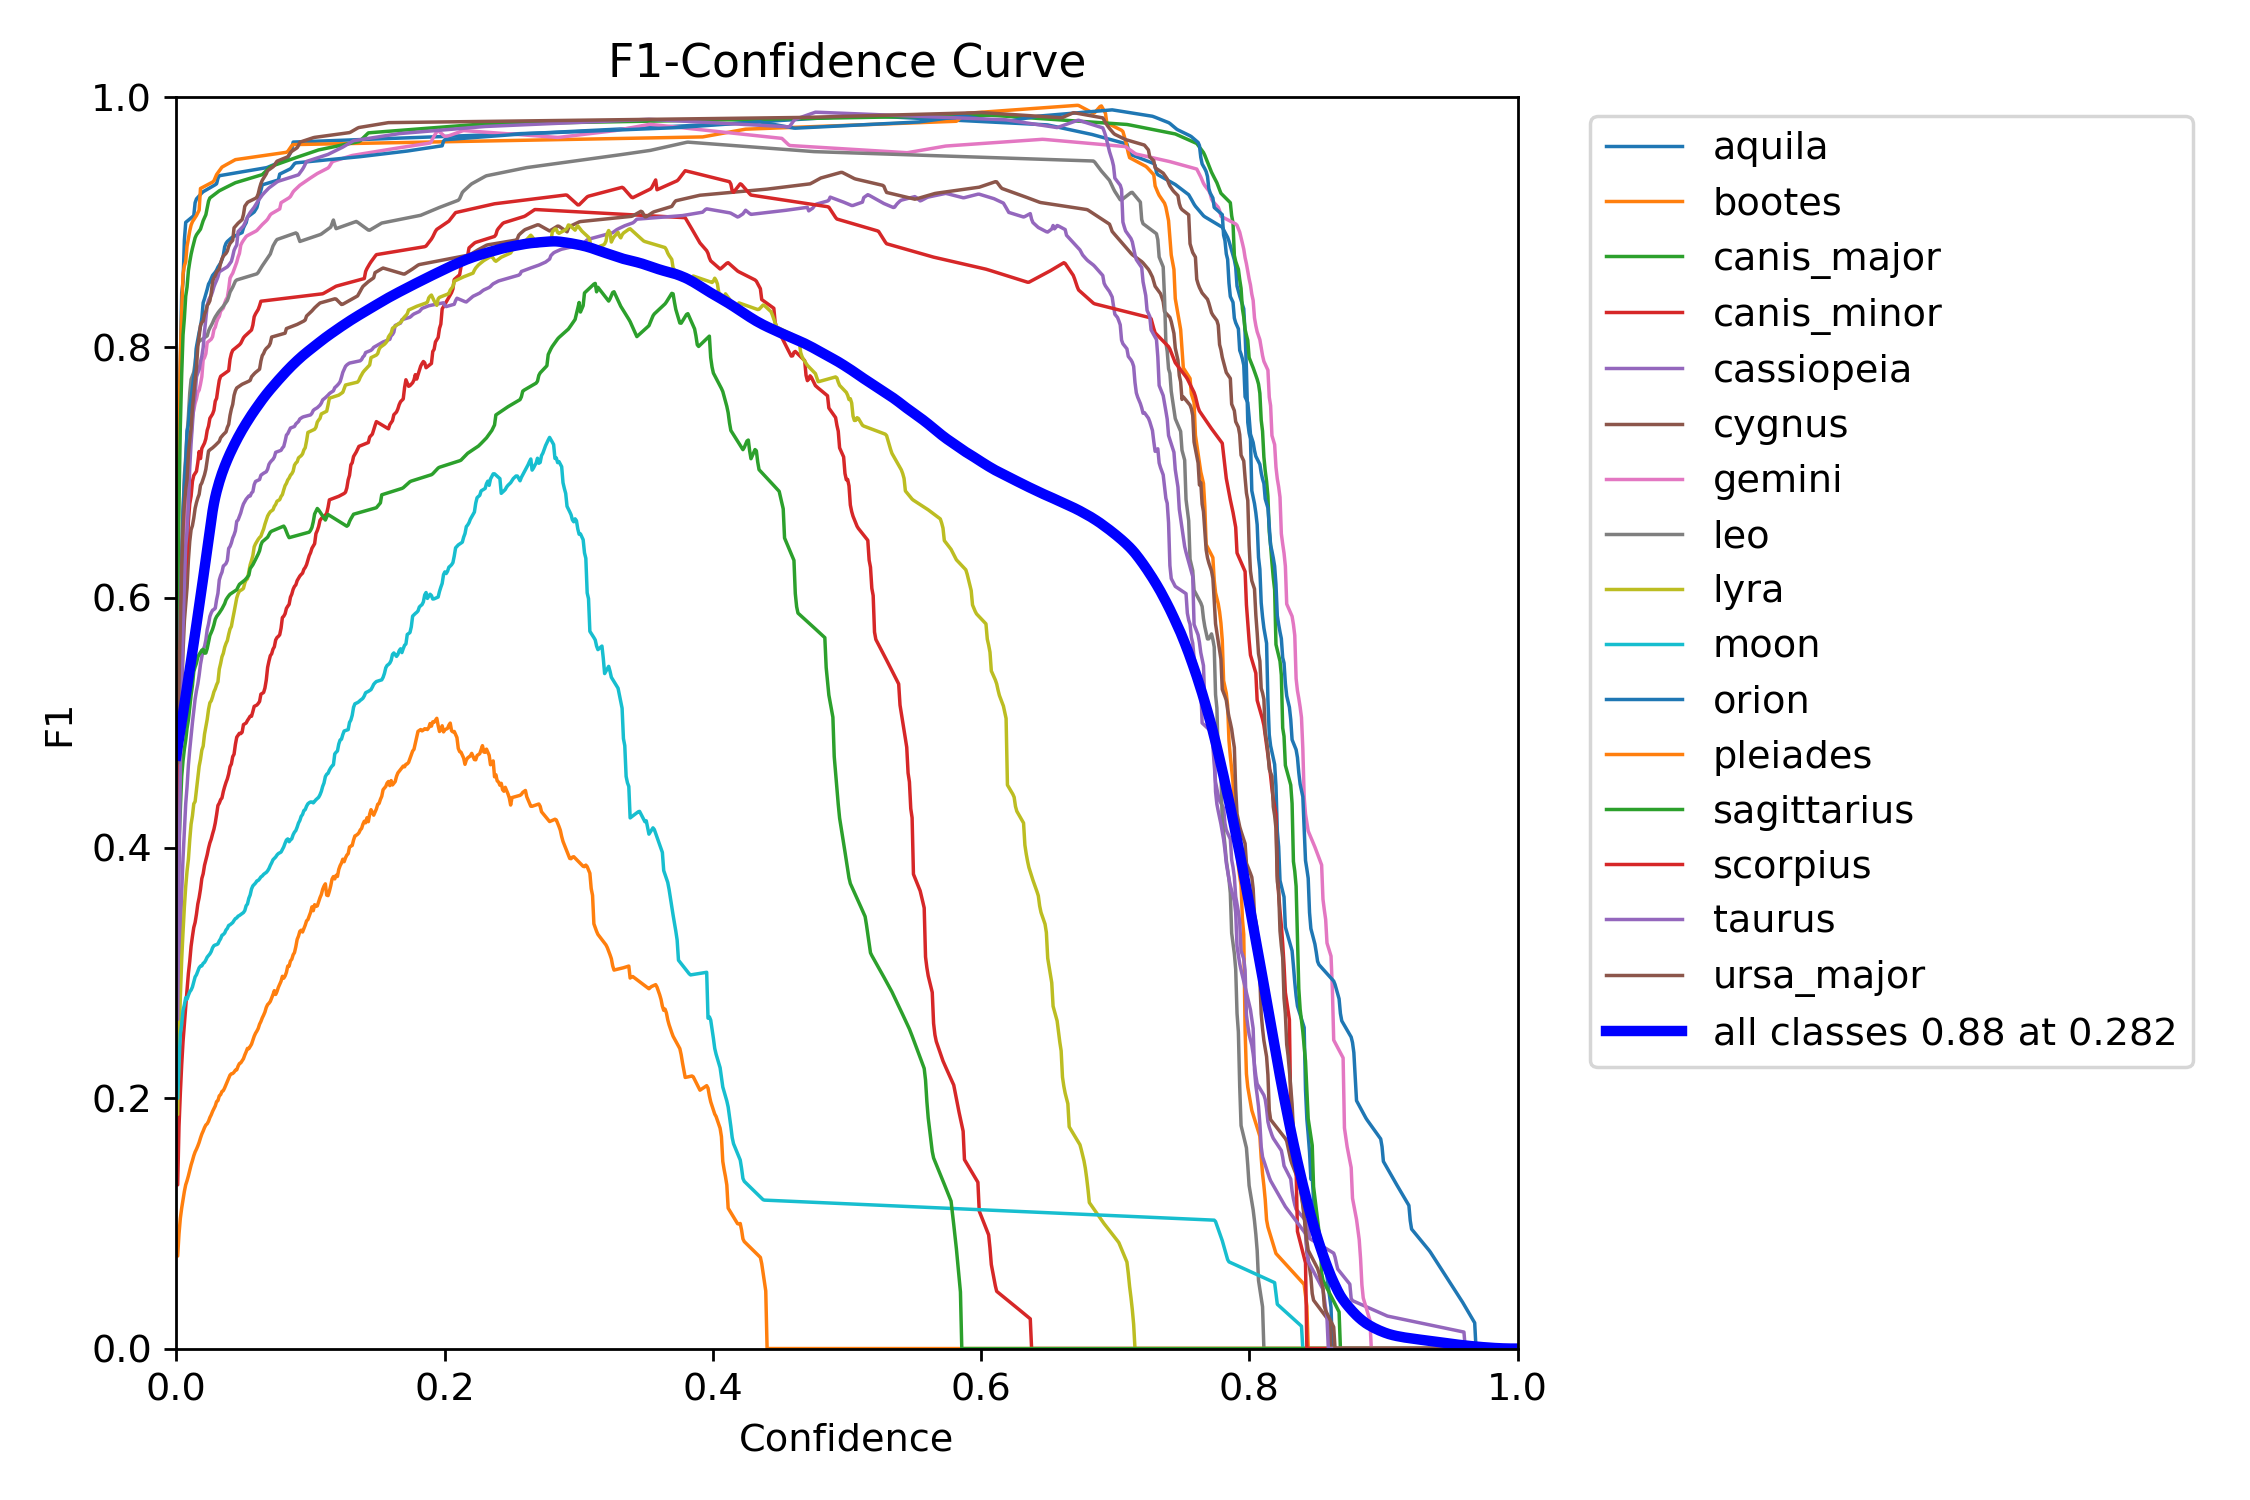 F1-Confidence Curve
1.0
0.8
0.6
0.4
0.2
0.0
F1
0.0 0.2 0.4 0.6 0.8 1.0
Confidence
aquila
bootes
canis_major
canis_minor
cassiopeia
cygnus
gemini
leo
lyra
moon
orion
pleiades
sagittarius
scorpius
taurus
ursa_major
all classes 0.88 at 0.282